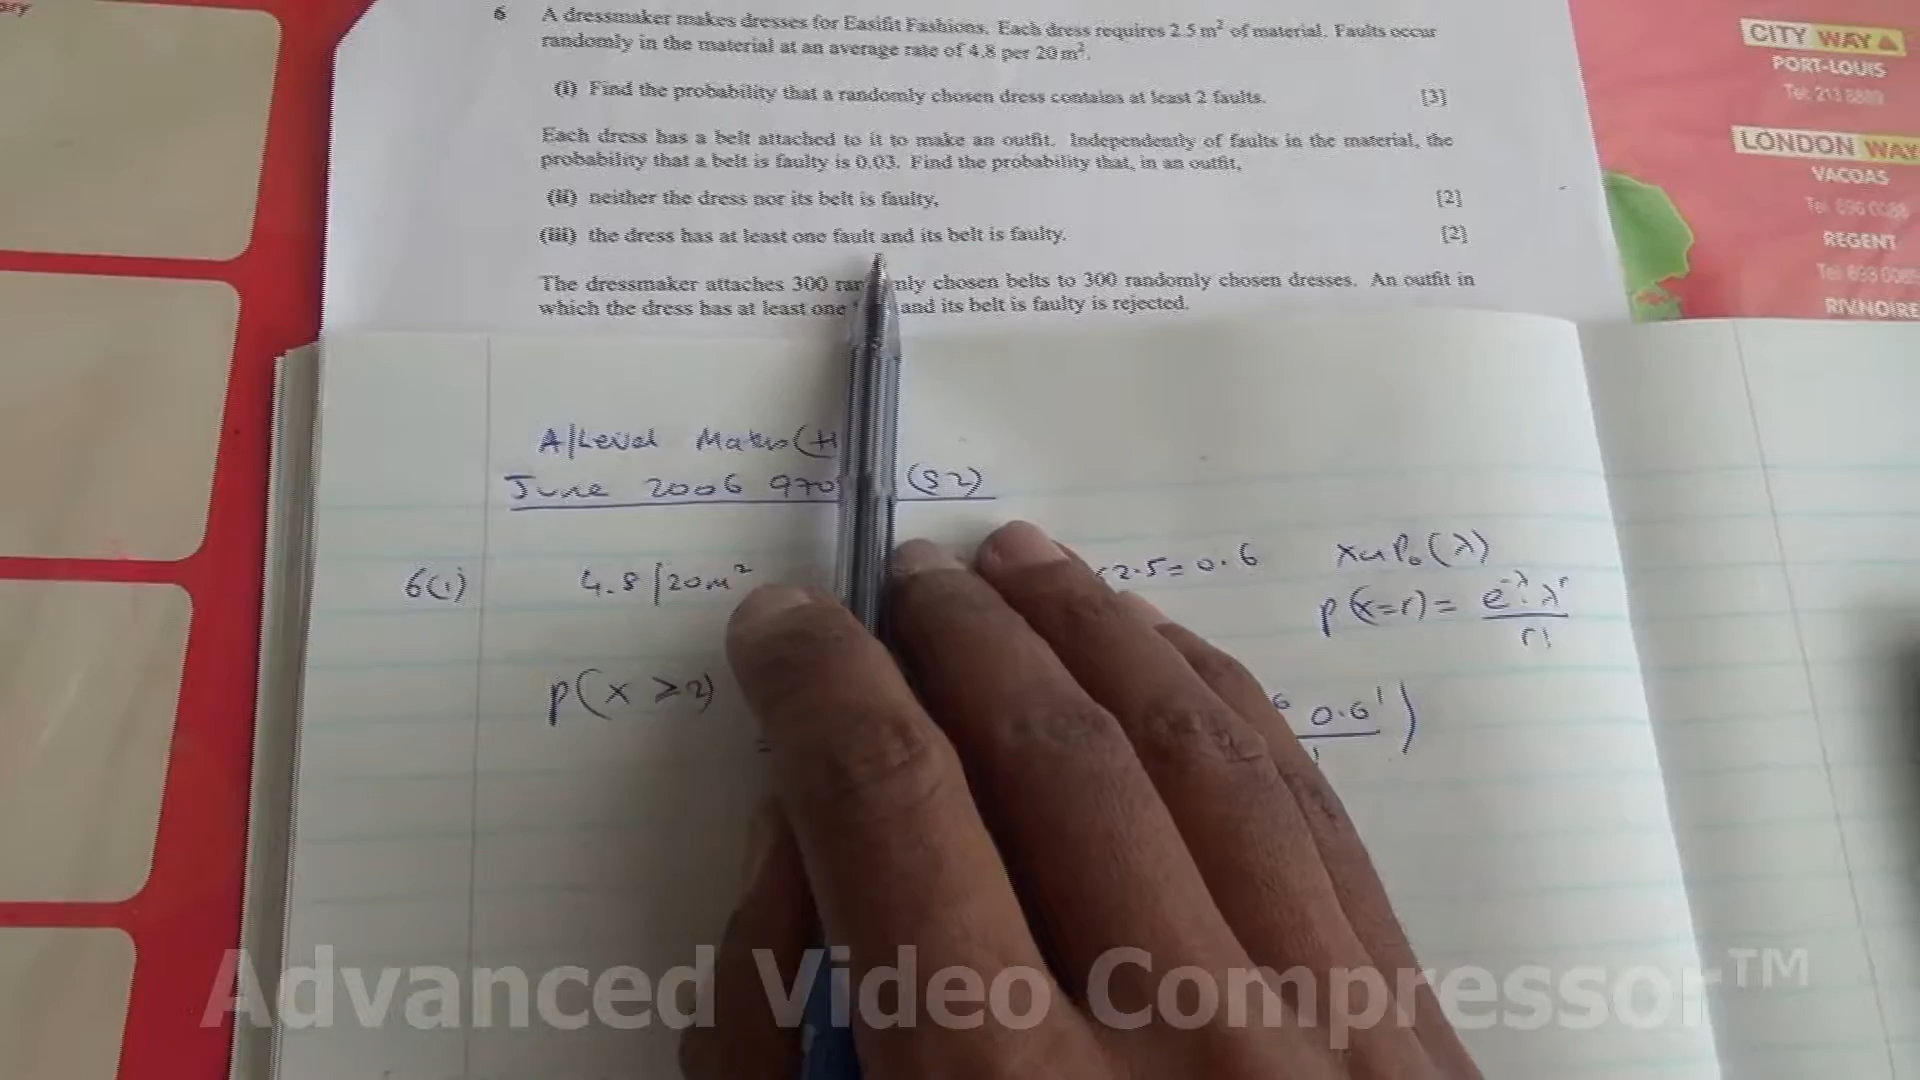 6 A dressmaker makes dresses for Easifit Fashions. Each dress requires 2.5 m² of material. Faults occur
randomly in the material at an average rate of 4.8 per 20 m².
(i) Find the probability that a randomly chosen dress contains at least 2 faults. [3]
Each dress has a belt attached to it to make an outfit. Independently of faults in the material, the
probability that a belt is faulty is 0.03. Find the probability that, in an outfit,
(ii) neither the dress nor its belt is faulty, [2]
(iii) the dress has at least one fault and its belt is faulty. [2]
The dressmaker attaches 300 belts to 300 randomly chosen dresses. An outfit in
which the dress has at least one and its belt is faulty is rejected.
CITY WAY
PORT-LOUIS
Tel: 213 8889
LONDON WAY
VACOAS
Tel: 696 0088
REGENT
RIV.NOIRE
A/Level
June 2006 (S2)
6(i) 4.8/20m² 2.5 = 0.6 X~Po(λ)
P(X=r) = e^-λ . λ^r / r!
P(X ≥ 2)
= 0.6¹ )
Advanced Video Compressor™